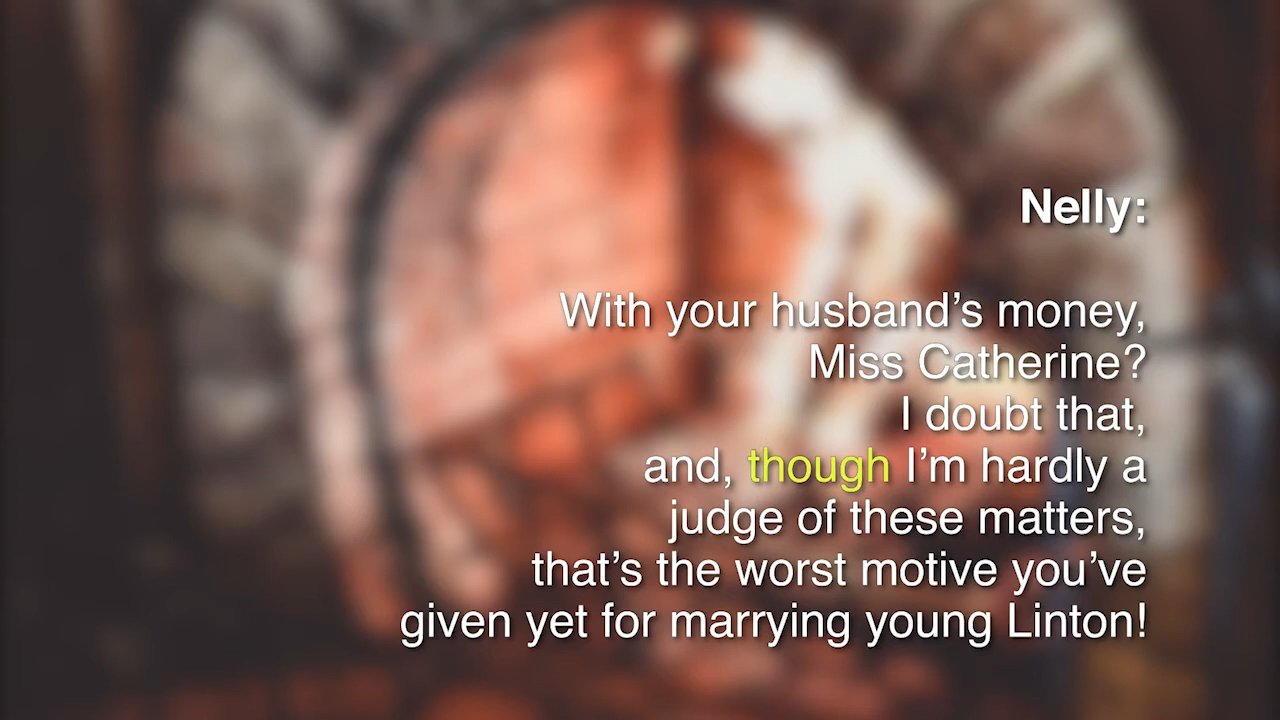 Nelly:
With your husband’s money,
Miss Catherine?
I doubt that,
and, though I’m hardly a
judge of these matters,
that’s the worst motive you’ve
given yet for marrying young Linton!